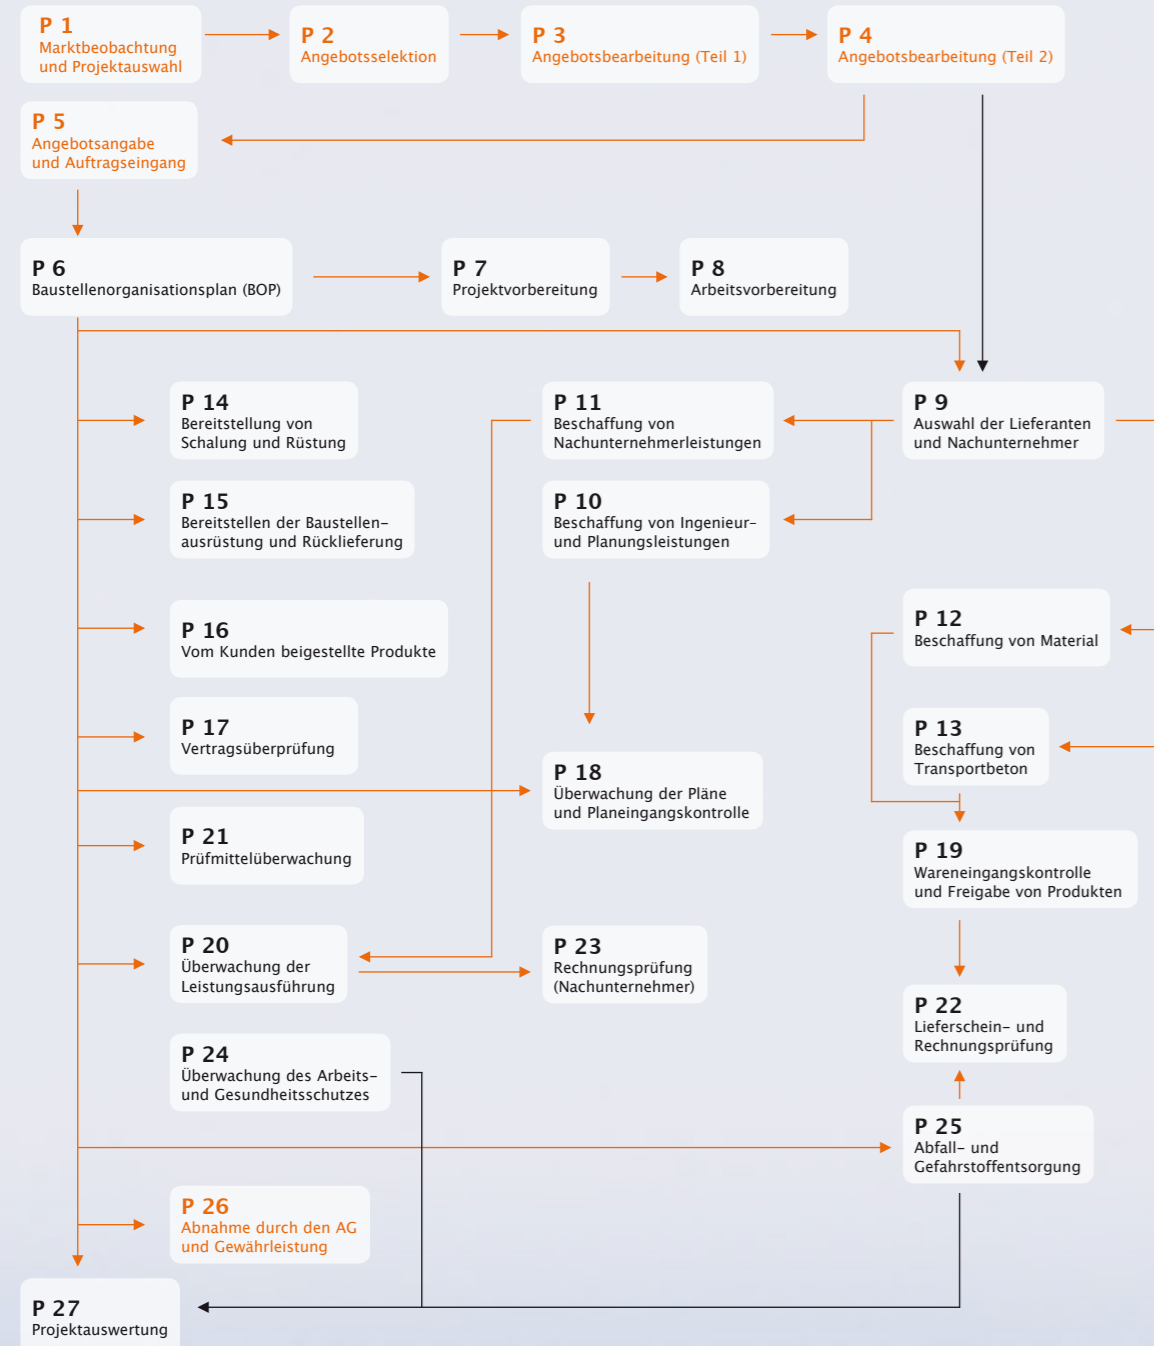 P 1
Marktbeobachtung
und Projektauswahl
P 2
Angebotsselektion
P 3
Angebotsbearbeitung (Teil 1)
P 4
Angebotsbearbeitung (Teil 2)
P 5
Angebotsangabe
und Auftragseingang
P 6
Baustellenorganisationsplan (BOP)
P 7
Projektvorbereitung
P 8
Arbeitsvorbereitung
P 14
Bereitstellung von
Schalung und Rüstung
P 11
Beschaffung von
Nachunternehmerleistungen
P 9
Auswahl der Lieferanten
und Nachunternehmer
P 15
Bereitstellen der Baustellen-
ausrüstung und Rücklieferung
P 10
Beschaffung von Ingenieur-
und Planungsleistungen
P 16
Vom Kunden beigestellte Produkte
P 12
Beschaffung von Material
P 17
Vertragsüberprüfung
P 13
Beschaffung von
Transportbeton
P 18
Überwachung der Pläne
und Planeingangskontrolle
P 21
Prüfmittelüberwachung
P 19
Wareneingangskontrolle
und Freigabe von Produkten
P 20
Überwachung der
Leistungsausführung
P 23
Rechnungsprüfung
(Nachunternehmer)
P 22
Lieferschein- und
Rechnungsprüfung
P 24
Überwachung des Arbeits-
und Gesundheitsschutzes
P 25
Abfall- und
Gefahrstoffentsorgung
P 26
Abnahme durch den AG
und Gewährleistung
P 27
Projektauswertung